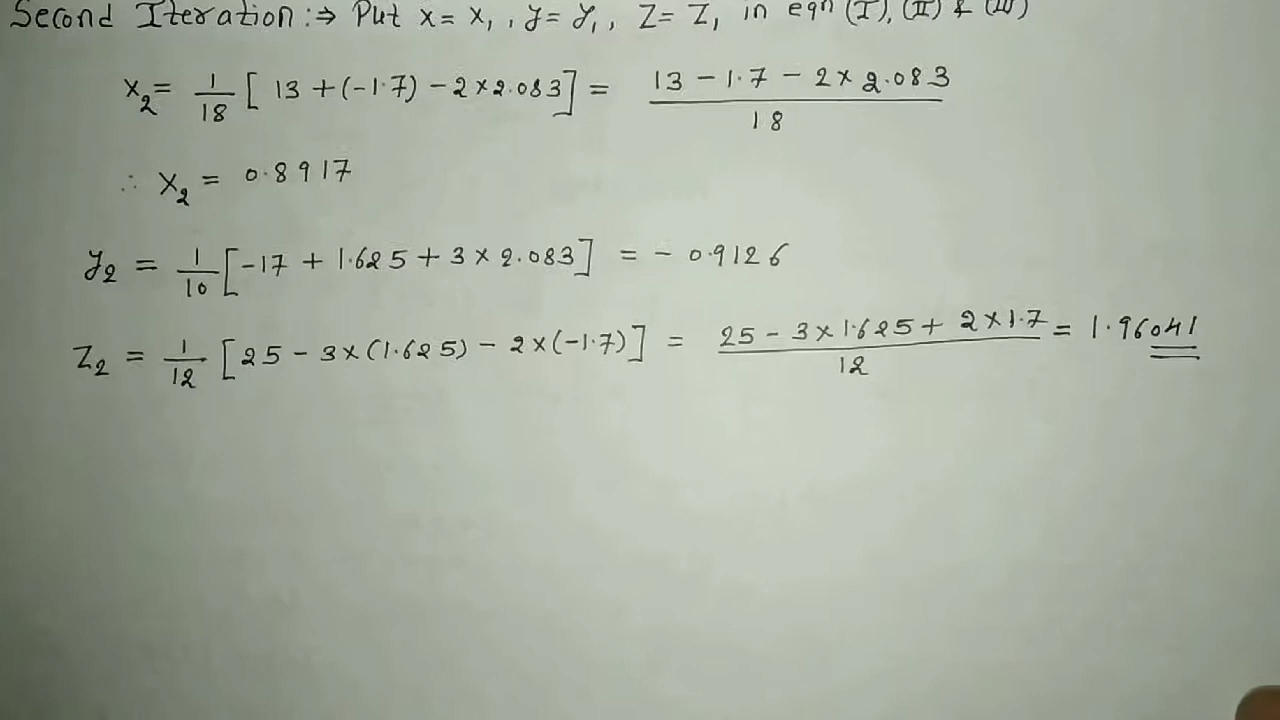 Second Iteration :⇒ Put x = x₁, y = y₁, z = z₁ in eqn (I), (II) & (III)
x₂ = 1/18 [ 13 + (-1.7) - 2 × 2.083 ] = (13 - 1.7 - 2 × 2.083)/18
∴ x₂ = 0.8917
y₂ = 1/10 [ -17 + 1.625 + 3 × 2.083 ] = - 0.9126
z₂ = 1/12 [ 25 - 3 × (1.625) - 2 × (-1.7) ] = (25 - 3 × 1.625 + 2 × 1.7)/12 = 1.96041